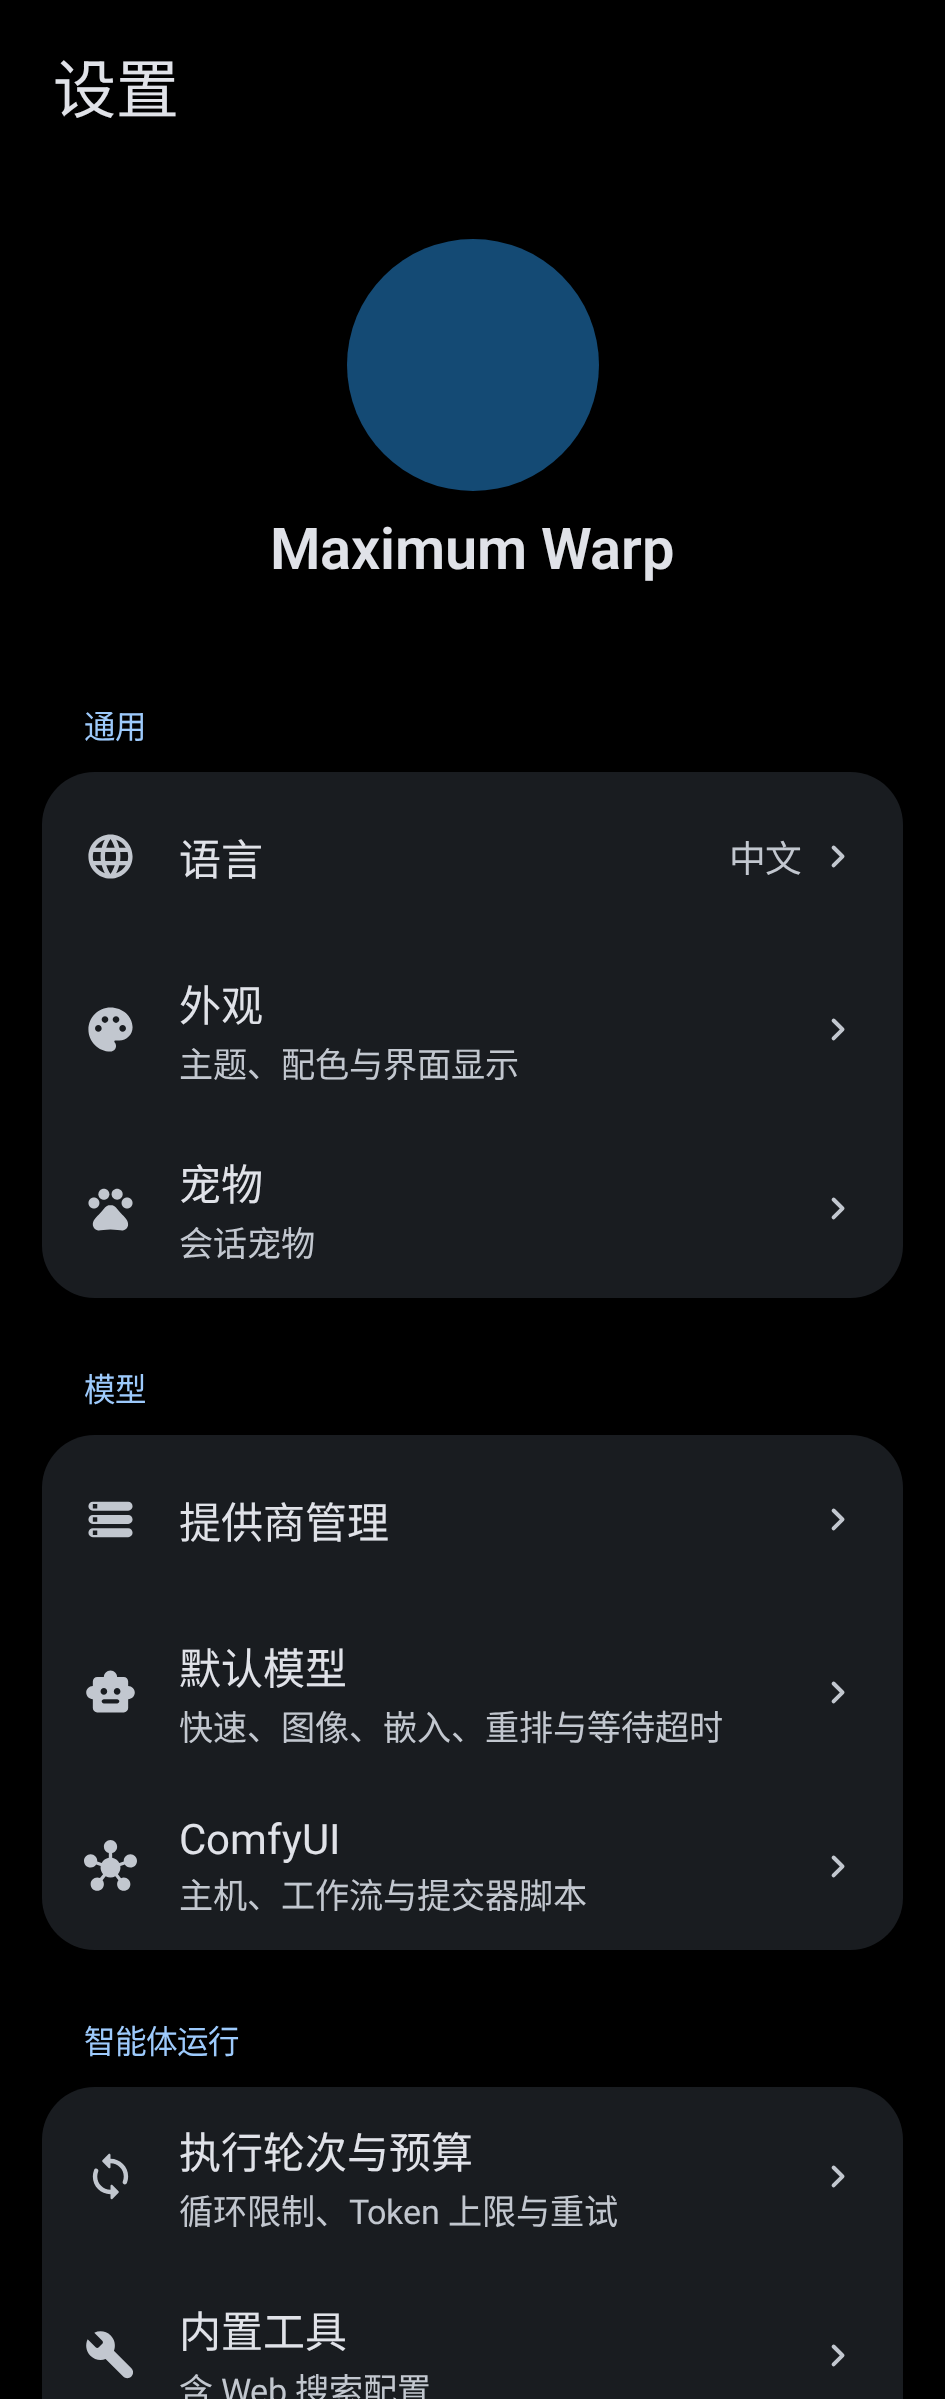 设置
Maximum Warp
通用
语言
中文
外观
主题、配色与界面显示
宠物
会话宠物
模型
提供商管理
默认模型
快速、图像、嵌入、重排与等待超时
ComfyUI
主机、工作流与提交器脚本
智能体运行
执行轮次与预算
循环限制、Token 上限与重试
内置工具
含 Web 搜索配置